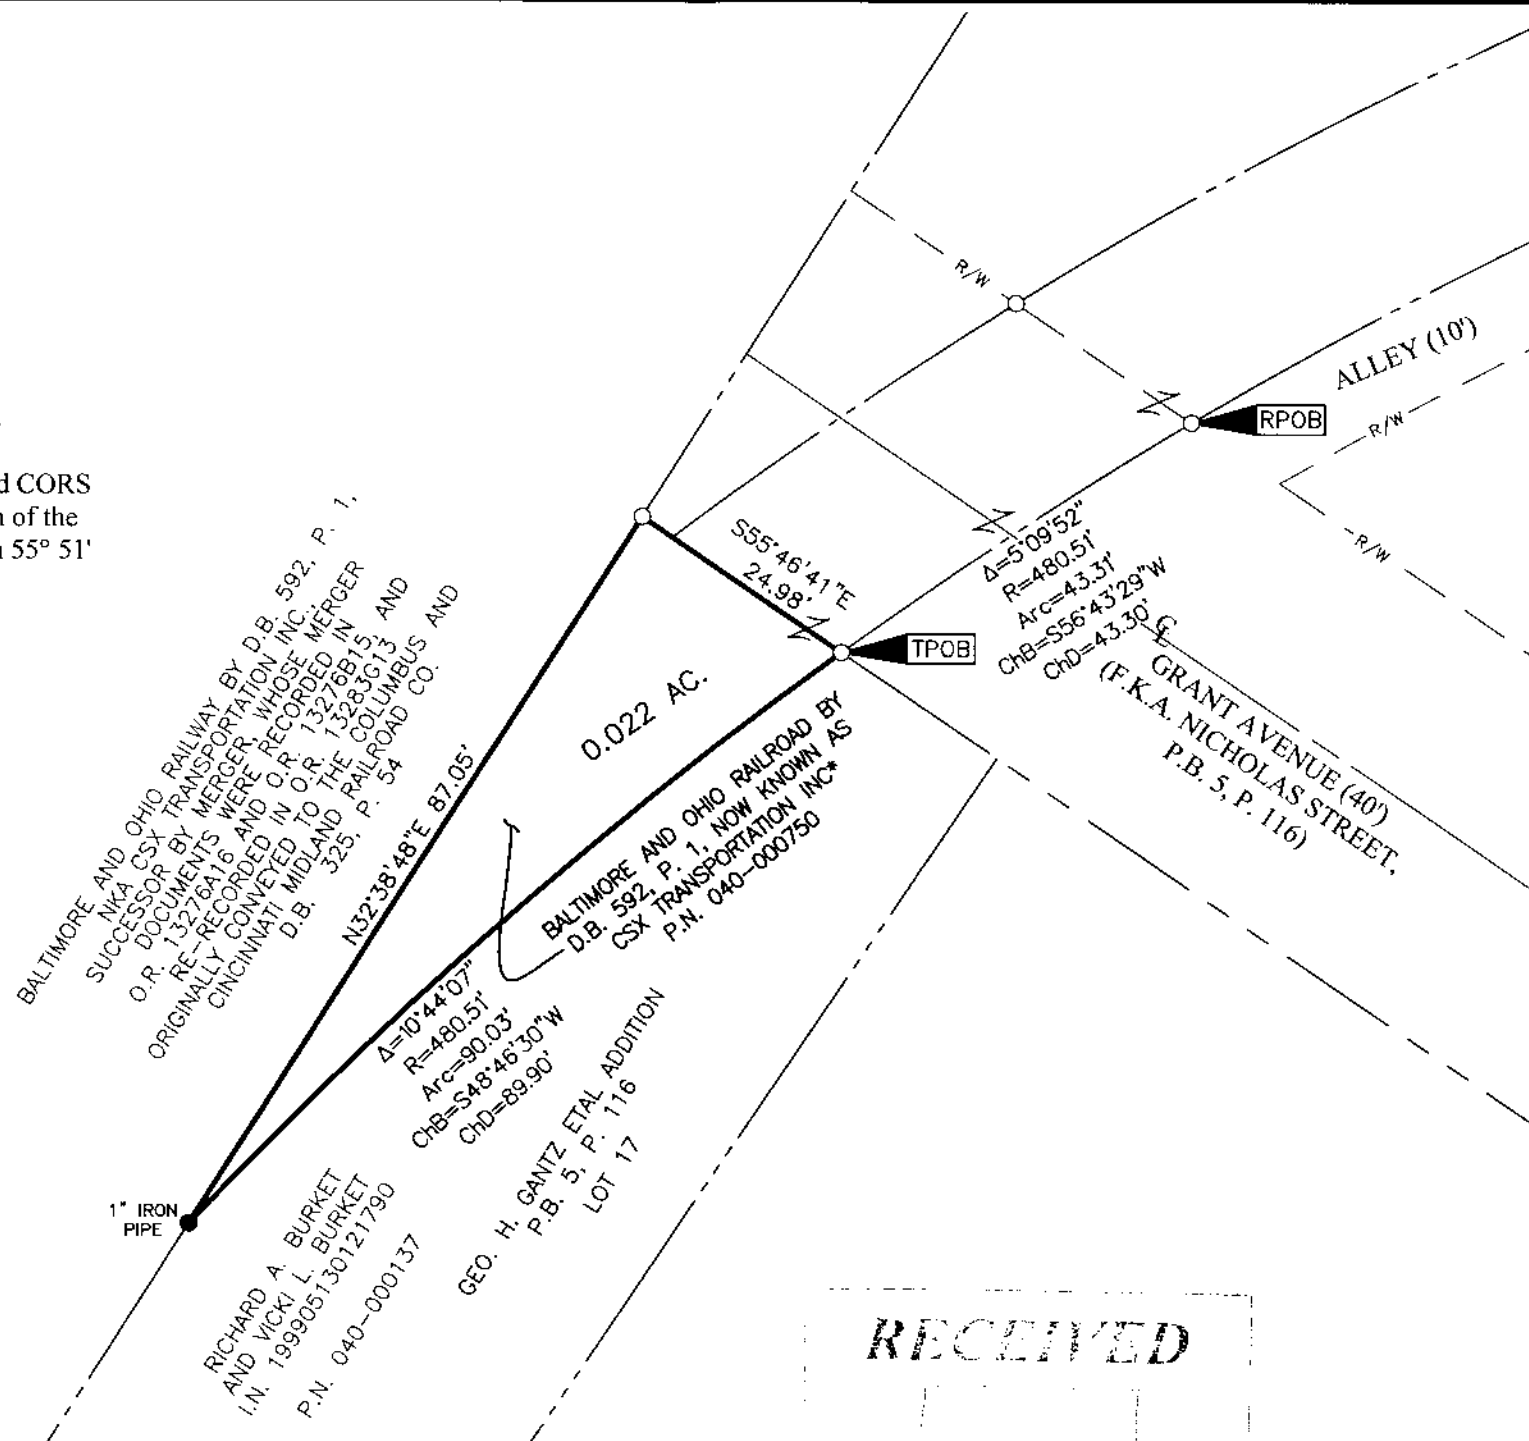 d CORS
n of the
55° 51'
R/W
ALLEY (10')
RPOB
R/W
R/W
S55°46'41"E
24.98'
TPOB
Δ=5°09'52"
R=480.51'
Arc=43.31'
ChB=S56°43'29"W
ChD=43.30'
GRANT AVENUE (40')
(F.K.A. NICHOLAS STREET,
P.B. 5, P. 116)
0.022 AC.
BALTIMORE AND OHIO RAILWAY BY D.B. 592, P. 1,
NKA CSX TRANSPORTATION INC.,
SUCCESSOR BY MERGER, WHOSE MERGER
DOCUMENTS WERE RECORDED IN
O.R. 13276A16 AND O.R. 13276B15, AND
RE-RECORDED IN O.R. 13283G13
ORIGINALLY CONVEYED TO THE COLUMBUS AND
CINCINNATI MIDLAND RAILROAD CO.
D.B. 325, P. 54
N32°38'48"E 87.05'
BALTIMORE AND OHIO RAILROAD BY
D.B. 592, P. 1, NOW KNOWN AS
CSX TRANSPORTATION INC*
P.N. 040-000750
Δ=10°44'07"
R=480.51'
Arc=90.03'
ChB=S48°46'30"W
ChD=89.90'
GEO. H. GANTZ ETAL ADDITION
P.B. 5, P. 116
LOT 17
1" IRON
PIPE
RICHARD A. BURKET
AND VICKI L. BURKET
I.N. 199905130121790
P.N. 040-000137
RECEIVED